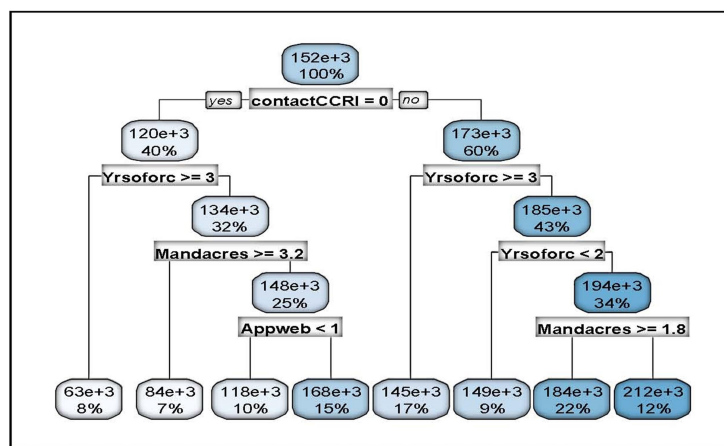 152e+3
100%
yes contactCCRI = 0 no
120e+3
40%
173e+3
60%
Yrsoforc >= 3
Yrsoforc >= 3
134e+3
32%
185e+3
43%
Mandacres >= 3.2
Yrsoforc < 2
148e+3
25%
194e+3
34%
Appweb < 1
Mandacres >= 1.8
63e+3
8%
84e+3
7%
118e+3
10%
168e+3
15%
145e+3
17%
149e+3
9%
184e+3
22%
212e+3
12%